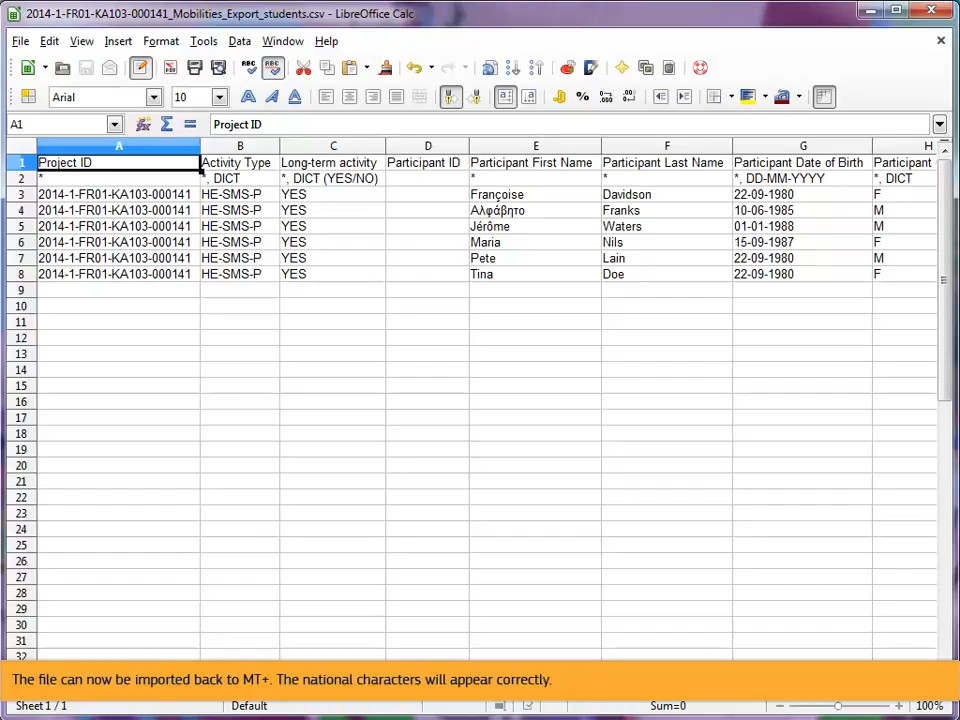 2014-1-FR01-KA103-000141_Mobilities_Export_students.csv - LibreOffice Calc
File Edit View Insert Format Tools Data Window Help
Arial 10
A1 Project ID
A B C D E F G H
1 Project ID Activity Type Long-term activity Participant ID Participant First Name Participant Last Name Participant Date of Birth Participant
2 * *, DICT *, DICT (YES/NO) * * *, DD-MM-YYYY *, DICT
3 2014-1-FR01-KA103-000141 HE-SMS-P YES Françoise Davidson 22-09-1980 F
4 2014-1-FR01-KA103-000141 HE-SMS-P YES Αλφάβητο Franks 10-06-1985 M
5 2014-1-FR01-KA103-000141 HE-SMS-P YES Jérôme Waters 01-01-1988 M
6 2014-1-FR01-KA103-000141 HE-SMS-P YES Maria Nils 15-09-1987 F
7 2014-1-FR01-KA103-000141 HE-SMS-P YES Pete Lain 22-09-1980 M
8 2014-1-FR01-KA103-000141 HE-SMS-P YES Tina Doe 22-09-1980 F
9
10
11
12
13
14
15
16
17
18
19
20
21
22
23
24
25
26
27
28
29
30
31
32
The file can now be imported back to MT+. The national characters will appear correctly.
Sheet 1 / 1 Default Sum=0 100%